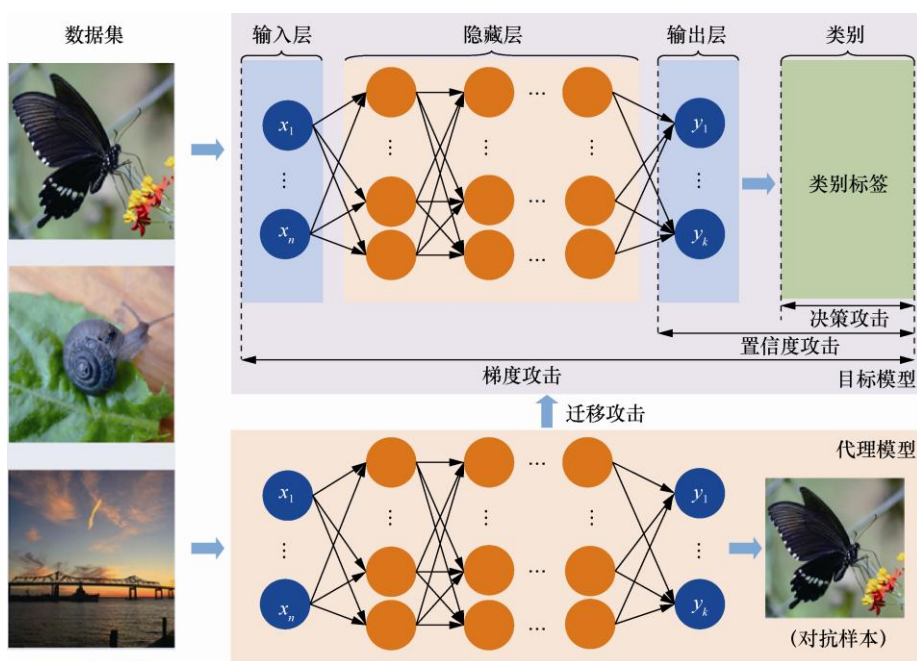 数据集
输入层
隐藏层
输出层
类别
x1
⋮
xn
…
⋮
⋮
⋮
…
…
y1
⋮
yk
类别标签
决策攻击
置信度攻击
梯度攻击
目标模型
迁移攻击
代理模型
x1
⋮
xn
…
⋮
⋮
⋮
…
…
y1
⋮
yk
(对抗样本)